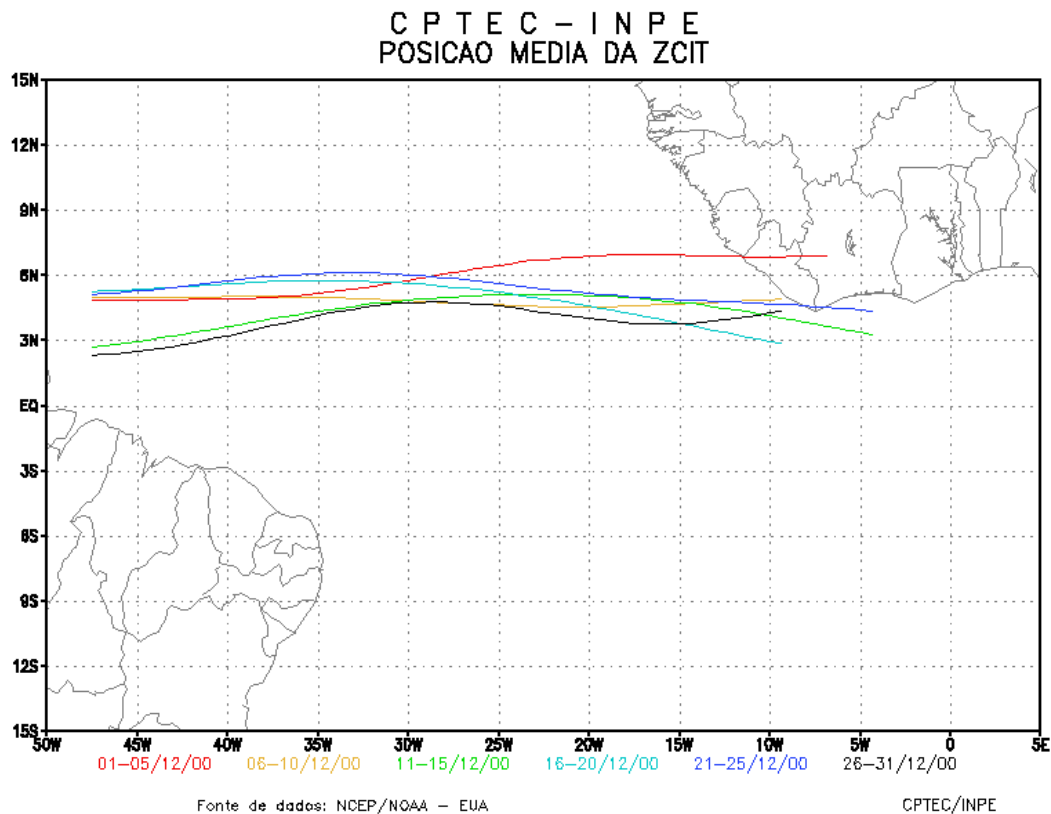 C P T E C – I N P E
POSICAO MEDIA DA ZCIT
15N
12N
9N
6N
3N
EQ
3S
6S
9S
12S
15S
50W 45W 40W 35W 30W 25W 20W 15W 10W 5W 0 5E
01–05/12/00 06–10/12/00 11–15/12/00 16–20/12/00 21–25/12/00 26–31/12/00
Fonte de dados: NCEP/NOAA – EUA CPTEC/INPE